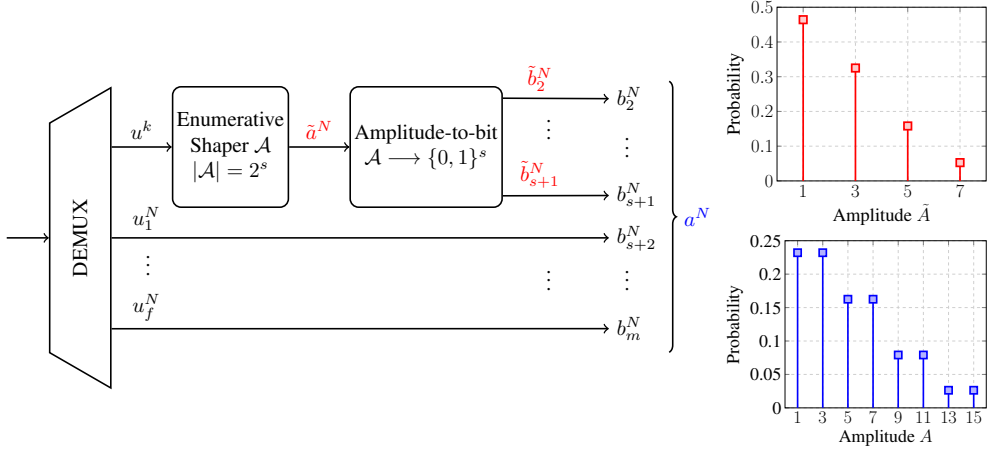 DEMUX
u^k
Enumerative
Shaper 𝒜
|𝒜| = 2^s
ã^N
Amplitude-to-bit
𝒜 ⟶ {0, 1}^s
b̃_2^N
⋮
b̃_{s+1}^N
b_2^N
⋮
b_{s+1}^N
u_1^N
⋮
u_f^N
b_{s+2}^N
⋮ ⋮
b_m^N
a^N
Probability
0.5
0.4
0.3
0.2
0.1
0
1 3 5 7
Amplitude Ã
Probability
0.25
0.2
0.15
0.1
0.05
0
1 3 5 7 9 11 13 15
Amplitude A